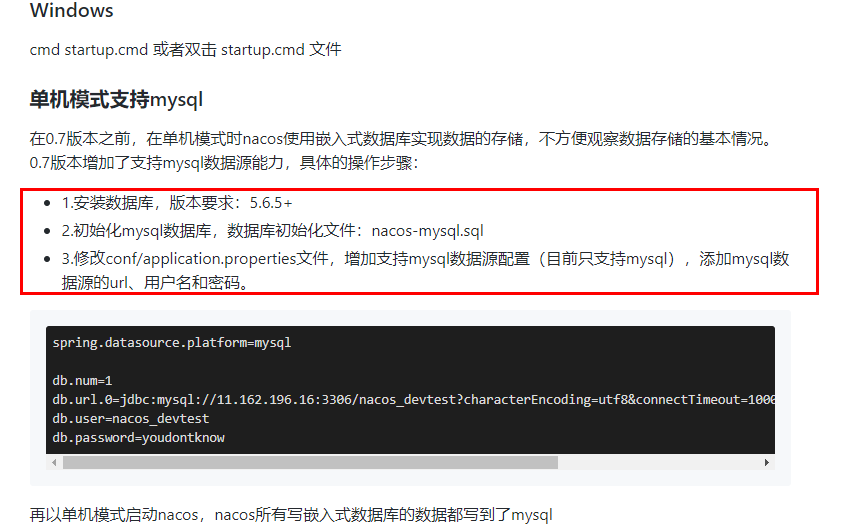 Windows
cmd startup.cmd 或者双击 startup.cmd 文件
单机模式支持mysql
在0.7版本之前，在单机模式时nacos使用嵌入式数据库实现数据的存储，不方便观察数据存储的基本情况。
0.7版本增加了支持mysql数据源能力，具体的操作步骤：
1.安装数据库，版本要求：5.6.5+
2.初始化mysql数据库，数据库初始化文件：nacos-mysql.sql
3.修改conf/application.properties文件，增加支持mysql数据源配置（目前只支持mysql），添加mysql数
据源的url、用户名和密码。
spring.datasource.platform=mysql
db.num=1
db.url.0=jdbc:mysql://11.162.196.16:3306/nacos_devtest?characterEncoding=utf8&connectTimeout=1000
db.user=nacos_devtest
db.password=youdontknow
再以单机模式启动nacos，nacos所有写嵌入式数据库的数据都写到了mysql